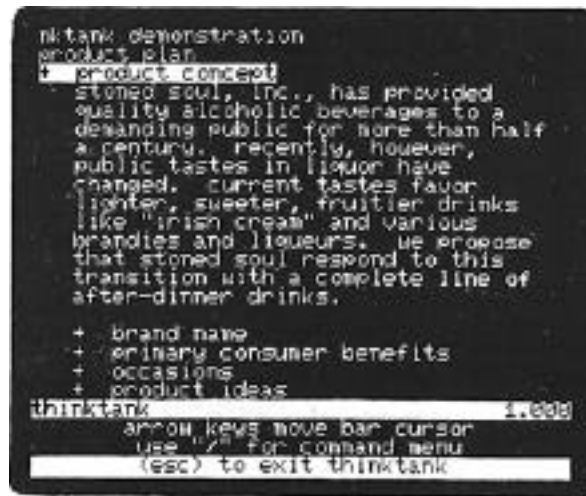 nktank demonstration
product plan
+ product concept
stoned soul, inc., has provided
quality alcoholic beverages to a
demanding public for more than half
a century. recently, however,
public tastes in liquor have
changed. current tastes favor
lighter, sweeter, fruitier drinks
like "irish cream" and various
brandies and liqueurs. we propose
that stoned soul respond to this
transition with a complete line of
after-dinner drinks.
+ brand name
+ primary consumer benefits
+ occasions
+ product ideas
thinktank 1.000
arrow keys move bar cursor
use "/" for command menu
(esc) to exit thinktank